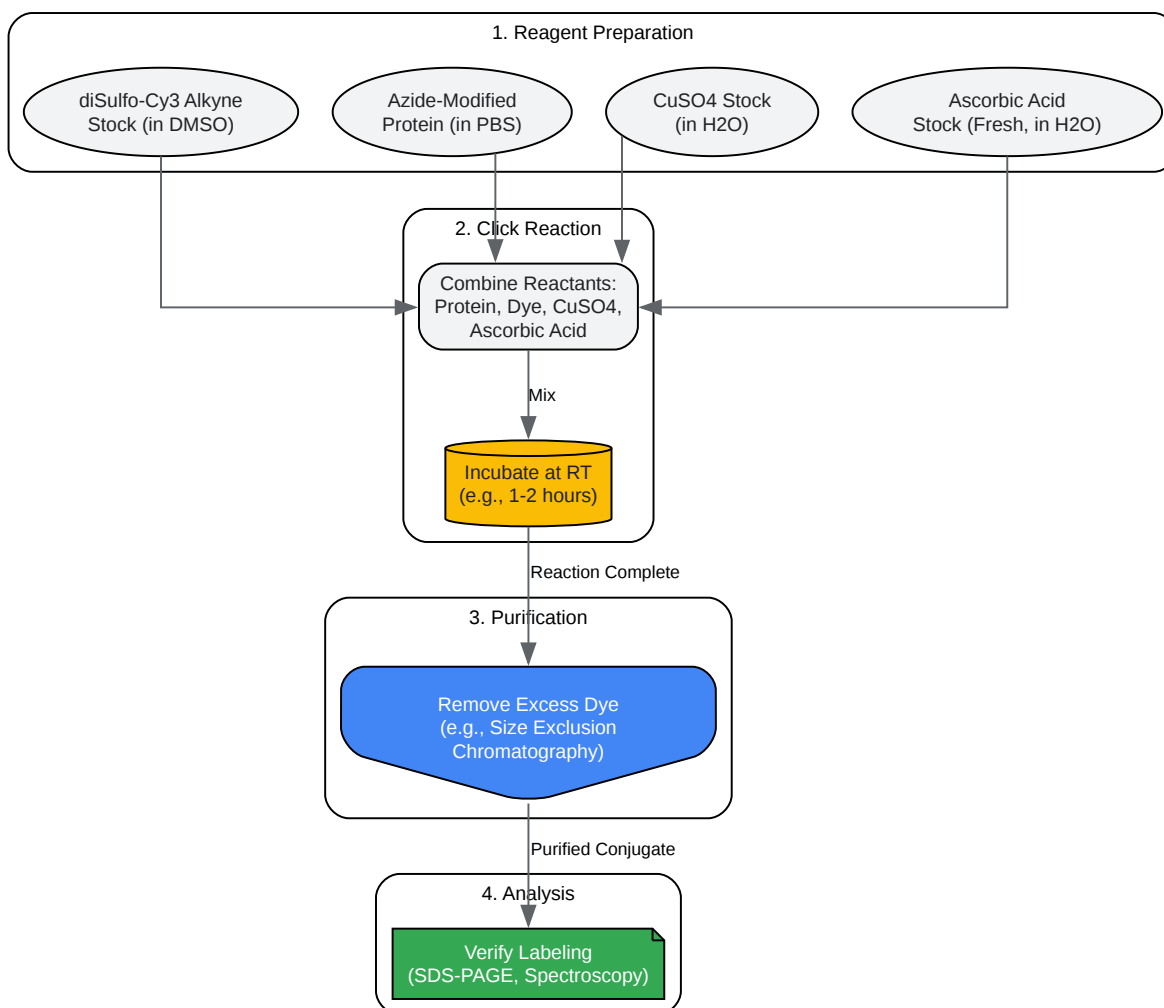 1. Reagent Preparation
diSulfo-Cy3 Alkyne
Stock (in DMSO)
Azide-Modified
Protein (in PBS)
CuSO4 Stock
(in H2O)
Ascorbic Acid
Stock (Fresh, in H2O)
2. Click Reaction
Combine Reactants:
Protein, Dye, CuSO4,
Ascorbic Acid
Mix
Incubate at RT
(e.g., 1-2 hours)
Reaction Complete
3. Purification
Remove Excess Dye
(e.g., Size Exclusion
Chromatography)
Purified Conjugate
4. Analysis
Verify Labeling
(SDS-PAGE, Spectroscopy)